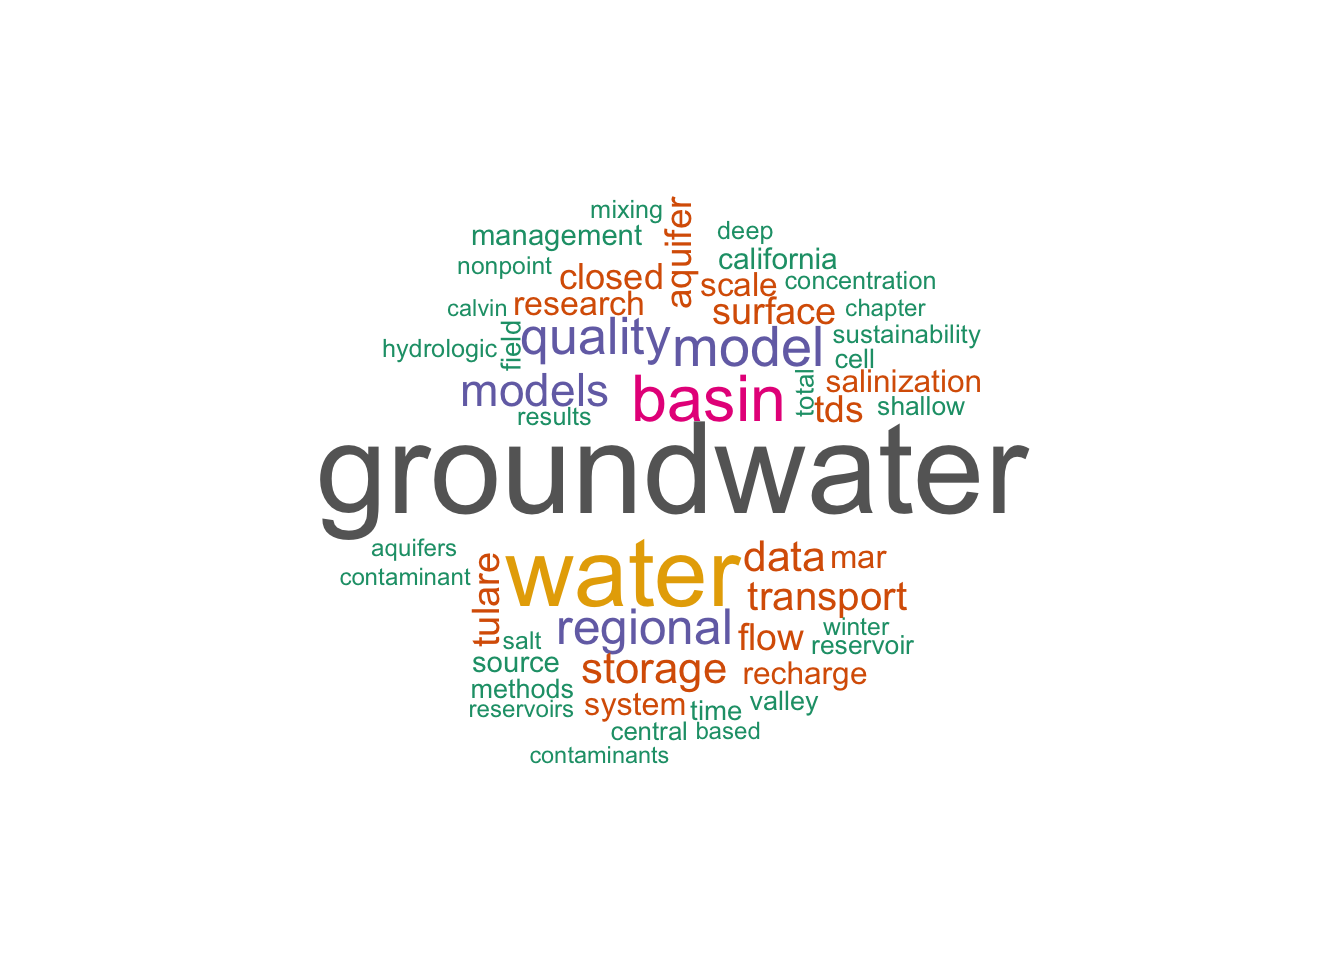 mixing
aquifer
management
deep
california
nonpoint
closed
scale
concentration
calvin
research
surface
chapter
hydrologic
field
quality
model
sustainability
cell
models
basin
total
salinization
results
tds
shallow
groundwater
aquifers
contaminant
tulare
water
data
mar
transport
salt
regional
flow
winter
reservoir
source
storage
recharge
methods
reservoirs
system
time
valley
central
based
contaminants